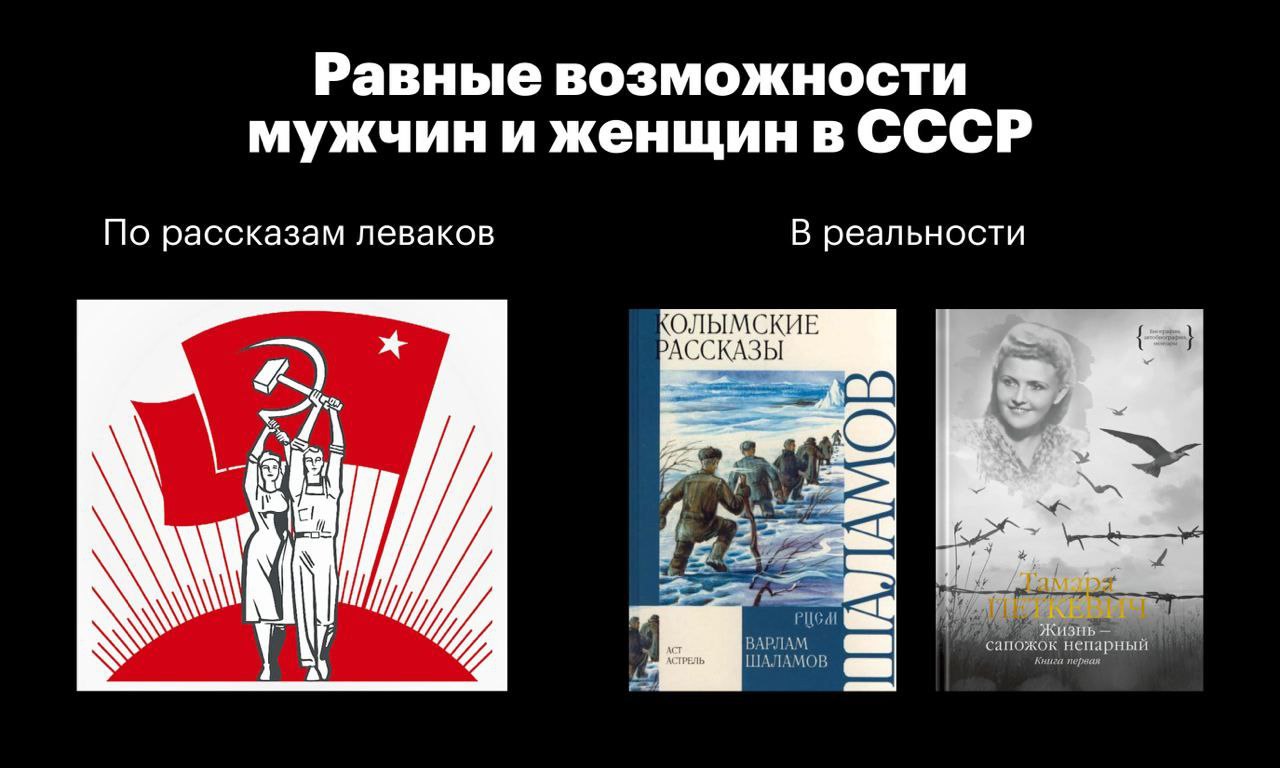 Равные возможности
мужчин и женщин в СССР
По рассказам леваков
В реальности
КОЛЫМСКИЕ
РАССКАЗЫ
ШАЛАМОВ
РЦЕМ
АСТ
АСТРЕЛЬ
ВАРЛАМ
ШАЛАМОВ
Биографии,
автобиографии,
мемуары
Тамара
ПЕТКЕВИЧ
Жизнь –
сапожок непарный
Книга первая